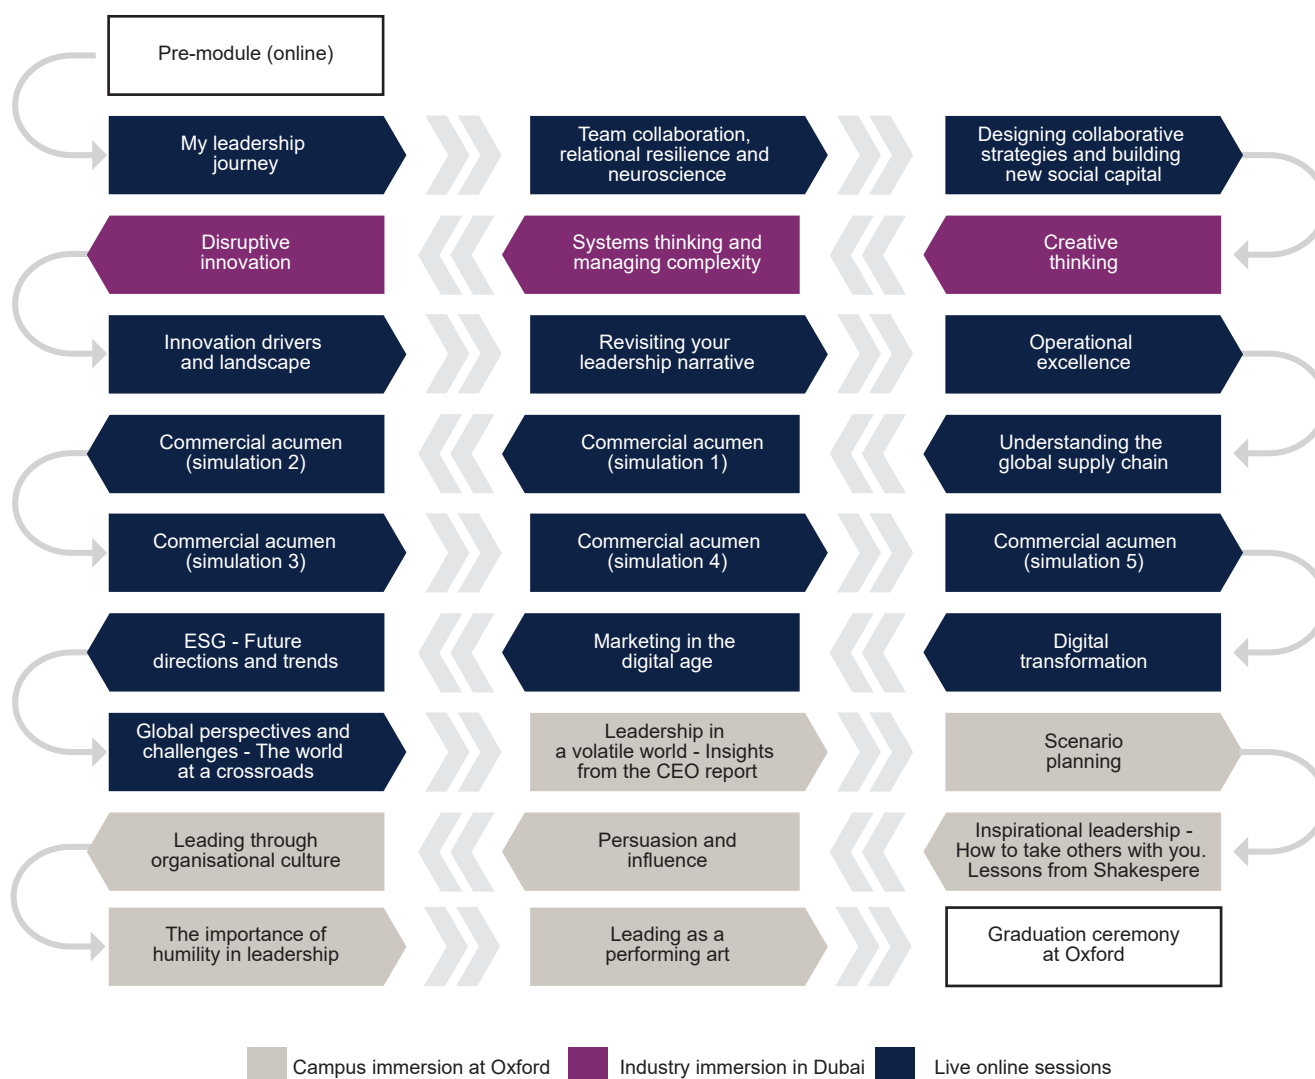 Pre-module (online)
My leadership
journey
Team collaboration,
relational resilience and
neuroscience
Designing collaborative
strategies and building
new social capital
Disruptive
innovation
Systems thinking and
managing complexity
Creative
thinking
Innovation drivers
and landscape
Revisiting your
leadership narrative
Operational
excellence
Commercial acumen
(simulation 2)
Commercial acumen
(simulation 1)
Understanding the
global supply chain
Commercial acumen
(simulation 3)
Commercial acumen
(simulation 4)
Commercial acumen
(simulation 5)
ESG - Future
directions and trends
Marketing in the
digital age
Digital
transformation
Global perspectives and
challenges - The world
at a crossroads
Leadership in
a volatile world - Insights
from the CEO report
Scenario
planning
Leading through
organisational culture
Persuasion and
influence
Inspirational leadership -
How to take others with you.
Lessons from Shakespere
The importance of
humility in leadership
Leading as a
performing art
Graduation ceremony
at Oxford
Campus immersion at Oxford
Industry immersion in Dubai
Live online sessions